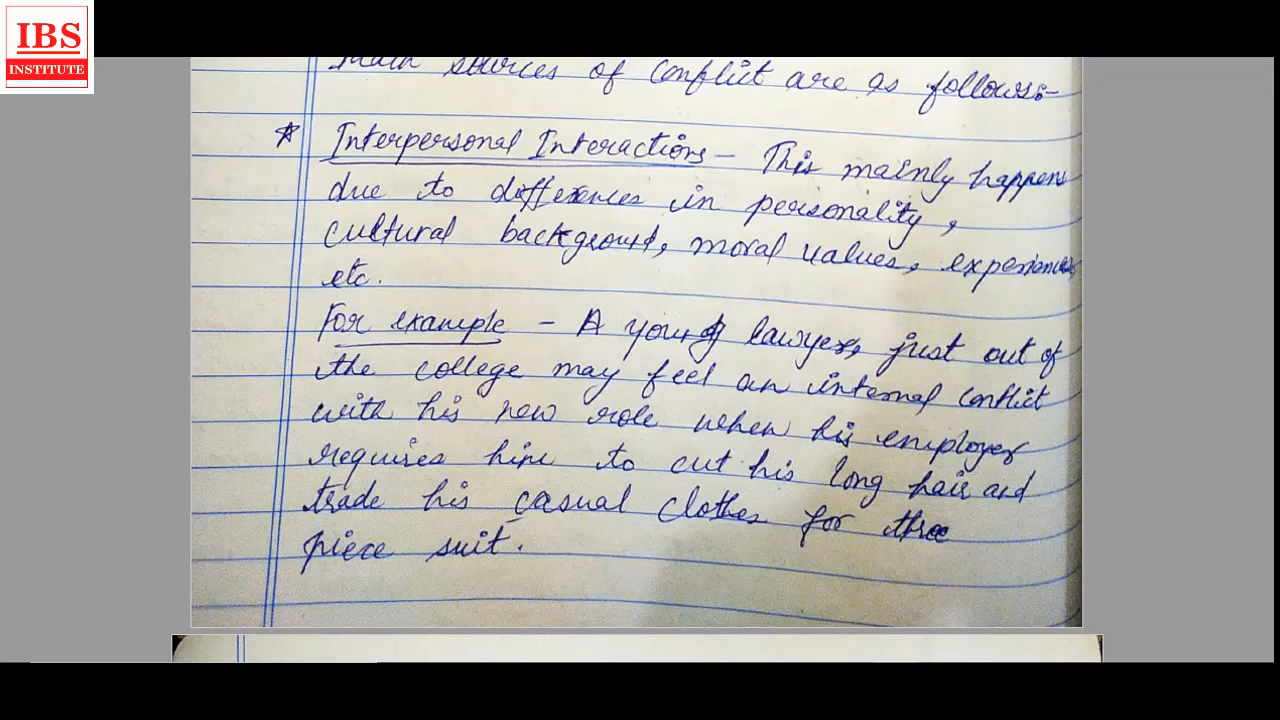 IBS
INSTITUTE
Main sources of conflict are as follows:-
* Interpersonal Interactions - This mainly happens
due to differences in personality,
cultural background, moral values, experiences
etc.
For example - A young lawyer, just out of
the college may feel an internal conflict
with his new role when his employer
requires him to cut his long hair and
trade his casual clothes for three
piece suit.